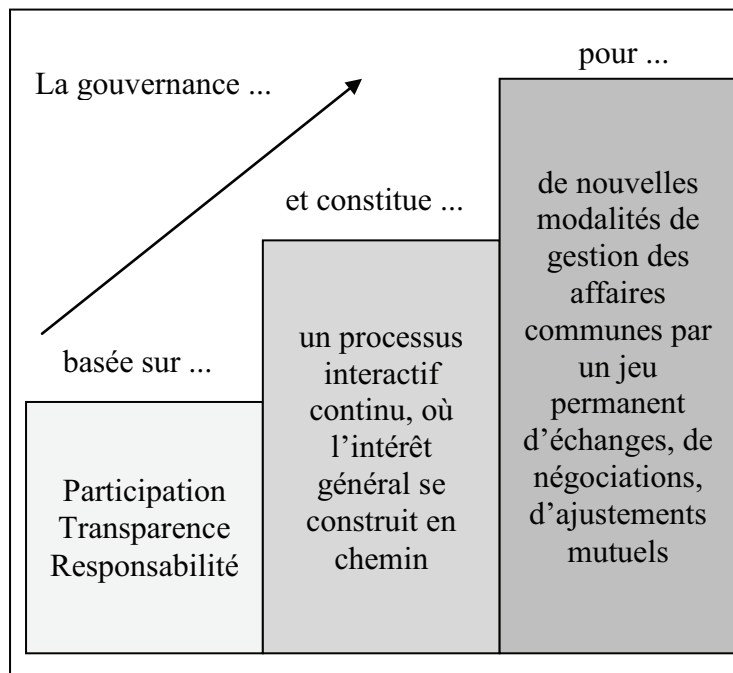 La gouvernance ...
basée sur ...
Participation
Transparence
Responsabilité
et constitue ...
un processus
interactif
continu, où
l’intérêt
général se
construit en
chemin
pour ...
de nouvelles
modalités de
gestion des
affaires
communes par
un jeu
permanent
d’échanges, de
négociations,
d’ajustements
mutuels